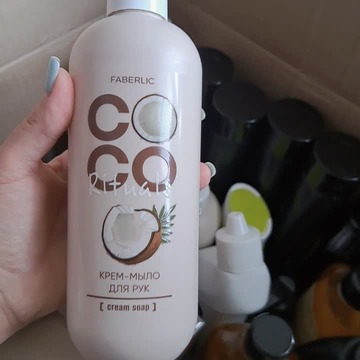 FABERLIC
CO
CO
Rituals
КРЕМ-МЫЛО
ДЛЯ РУК
[ cream soap ]